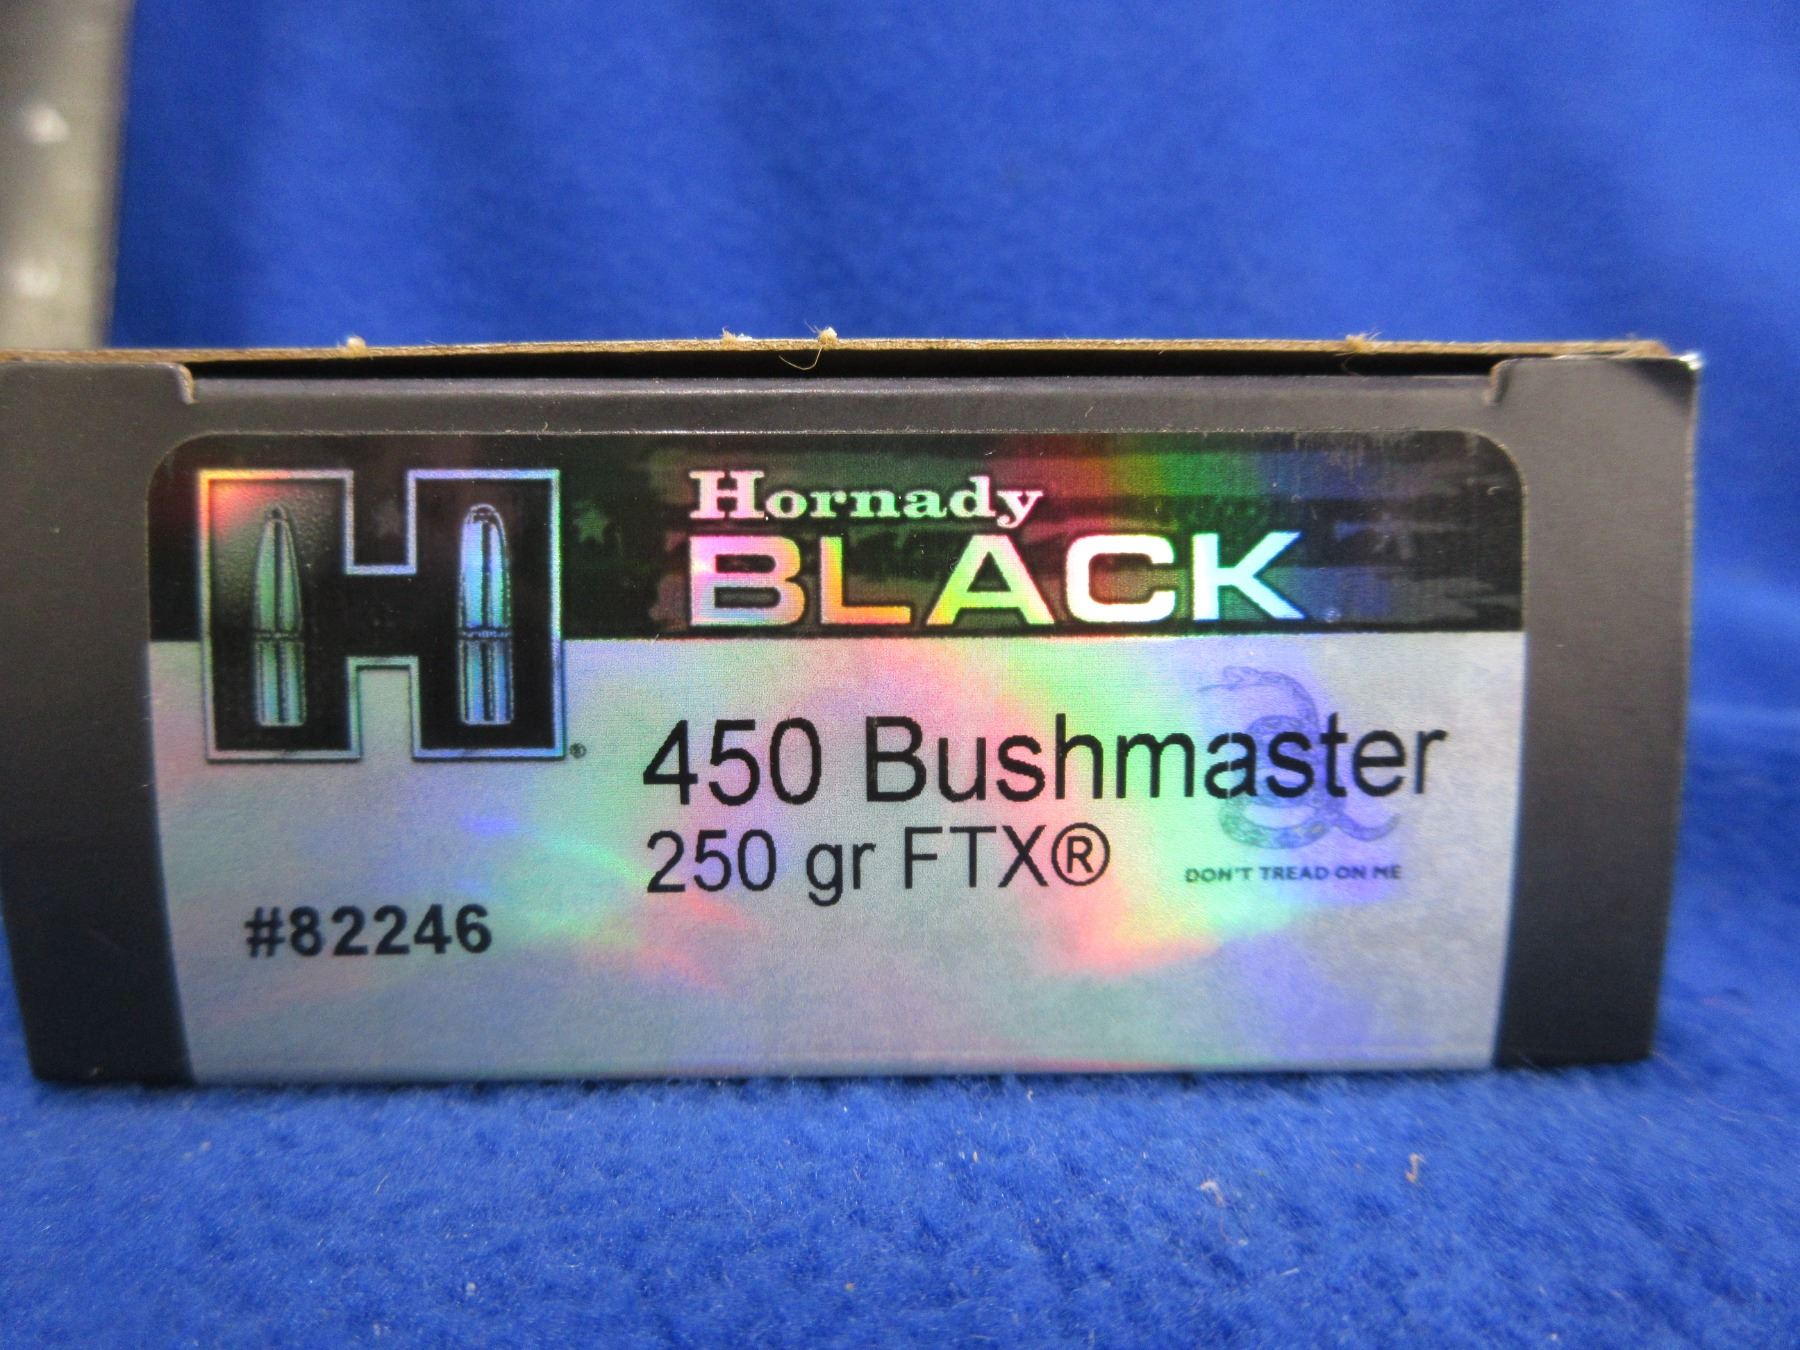 H®
Hornady
BLACK
450 Bushmaster
250 gr FTX®
DON'T TREAD ON ME
#82246